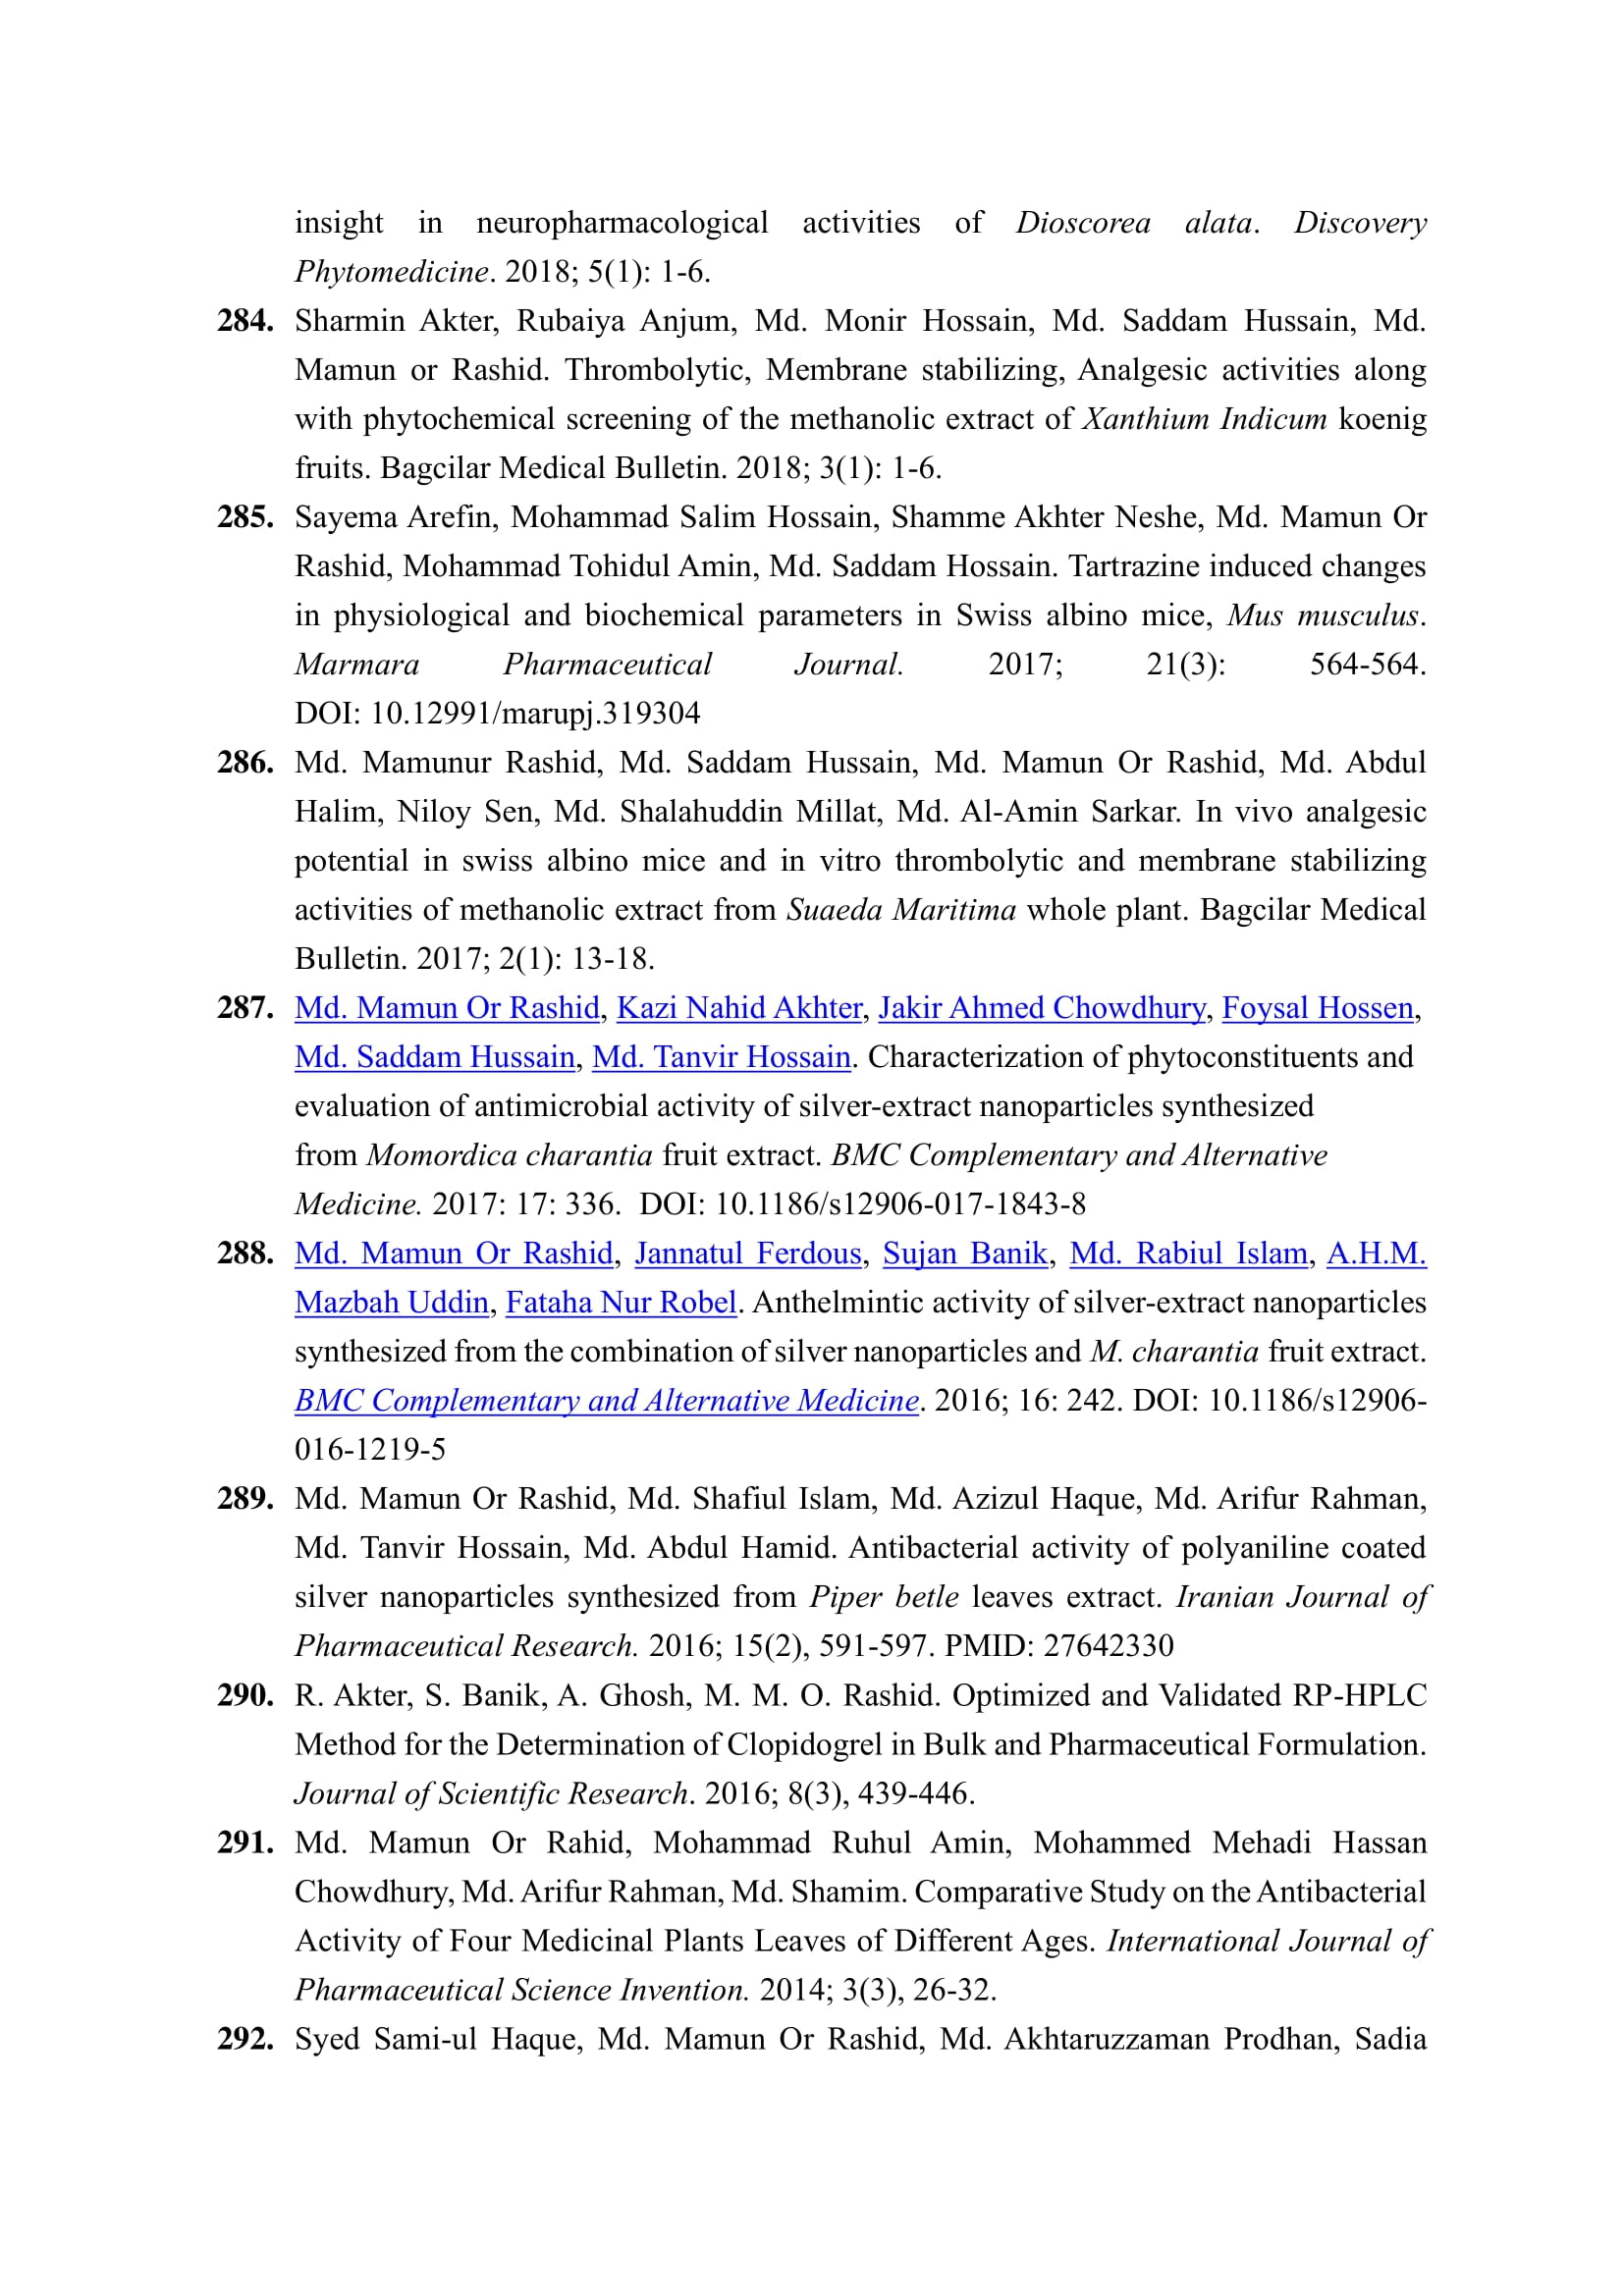 insight in neuropharmacological activities of Dioscorea alata. Discovery
Phytomedicine. 2018; 5(1): 1-6.
284. Sharmin Akter, Rubaiya Anjum, Md. Monir Hossain, Md. Saddam Hussain, Md.
Mamun or Rashid. Thrombolytic, Membrane stabilizing, Analgesic activities along
with phytochemical screening of the methanolic extract of Xanthium Indicum koenig
fruits. Bagcilar Medical Bulletin. 2018; 3(1): 1-6.
285. Sayema Arefin, Mohammad Salim Hossain, Shamme Akhter Neshe, Md. Mamun Or
Rashid, Mohammad Tohidul Amin, Md. Saddam Hossain. Tartrazine induced changes
in physiological and biochemical parameters in Swiss albino mice, Mus musculus.
Marmara Pharmaceutical Journal. 2017; 21(3): 564-564.
DOI: 10.12991/marupj.319304
286. Md. Mamunur Rashid, Md. Saddam Hussain, Md. Mamun Or Rashid, Md. Abdul
Halim, Niloy Sen, Md. Shalahuddin Millat, Md. Al-Amin Sarkar. In vivo analgesic
potential in swiss albino mice and in vitro thrombolytic and membrane stabilizing
activities of methanolic extract from Suaeda Maritima whole plant. Bagcilar Medical
Bulletin. 2017; 2(1): 13-18.
287. Md. Mamun Or Rashid, Kazi Nahid Akhter, Jakir Ahmed Chowdhury, Foysal Hossen,
Md. Saddam Hussain, Md. Tanvir Hossain. Characterization of phytoconstituents and
evaluation of antimicrobial activity of silver-extract nanoparticles synthesized
from Momordica charantia fruit extract. BMC Complementary and Alternative
Medicine. 2017: 17: 336.  DOI: 10.1186/s12906-017-1843-8
288. Md. Mamun Or Rashid, Jannatul Ferdous, Sujan Banik, Md. Rabiul Islam, A.H.M.
Mazbah Uddin, Fataha Nur Robel. Anthelmintic activity of silver-extract nanoparticles
synthesized from the combination of silver nanoparticles and M. charantia fruit extract.
BMC Complementary and Alternative Medicine. 2016; 16: 242. DOI: 10.1186/s12906-
016-1219-5
289. Md. Mamun Or Rashid, Md. Shafiul Islam, Md. Azizul Haque, Md. Arifur Rahman,
Md. Tanvir Hossain, Md. Abdul Hamid. Antibacterial activity of polyaniline coated
silver nanoparticles synthesized from Piper betle leaves extract. Iranian Journal of
Pharmaceutical Research. 2016; 15(2), 591-597. PMID: 27642330
290. R. Akter, S. Banik, A. Ghosh, M. M. O. Rashid. Optimized and Validated RP-HPLC
Method for the Determination of Clopidogrel in Bulk and Pharmaceutical Formulation.
Journal of Scientific Research. 2016; 8(3), 439-446.
291. Md. Mamun Or Rahid, Mohammad Ruhul Amin, Mohammed Mehadi Hassan
Chowdhury, Md. Arifur Rahman, Md. Shamim. Comparative Study on the Antibacterial
Activity of Four Medicinal Plants Leaves of Different Ages. International Journal of
Pharmaceutical Science Invention. 2014; 3(3), 26-32.
292. Syed Sami-ul Haque, Md. Mamun Or Rashid, Md. Akhtaruzzaman Prodhan, Sadia